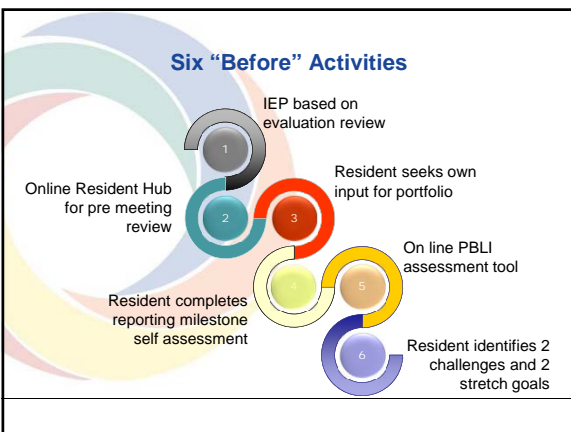 Six “Before” Activities
IEP based on
evaluation review
1
Online Resident Hub
for pre meeting
review
2
3
Resident seeks own
input for portfolio
Resident completes
reporting milestone
self assessment
4
5
On line PBLI
assessment tool
6
Resident identifies 2
challenges and 2
stretch goals